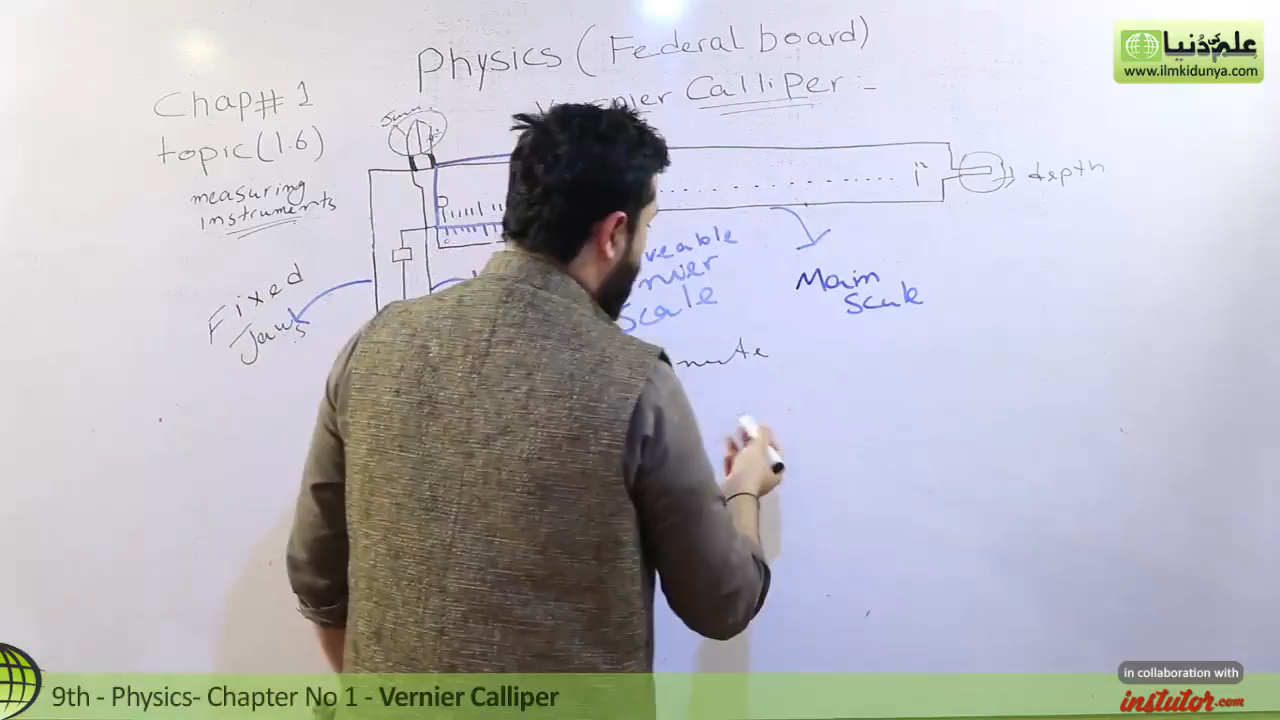 Physics (Federal board)
Chap# 1
Calliper :-
topic (1.6)
measuring
instruments
depth
Fixed
Jaws
Scale
Main
Scale
علم کی دنیا
www.ilmkidunya.com
9th - Physics- Chapter No 1 - Vernier Calliper
in collaboration with
instutor.com